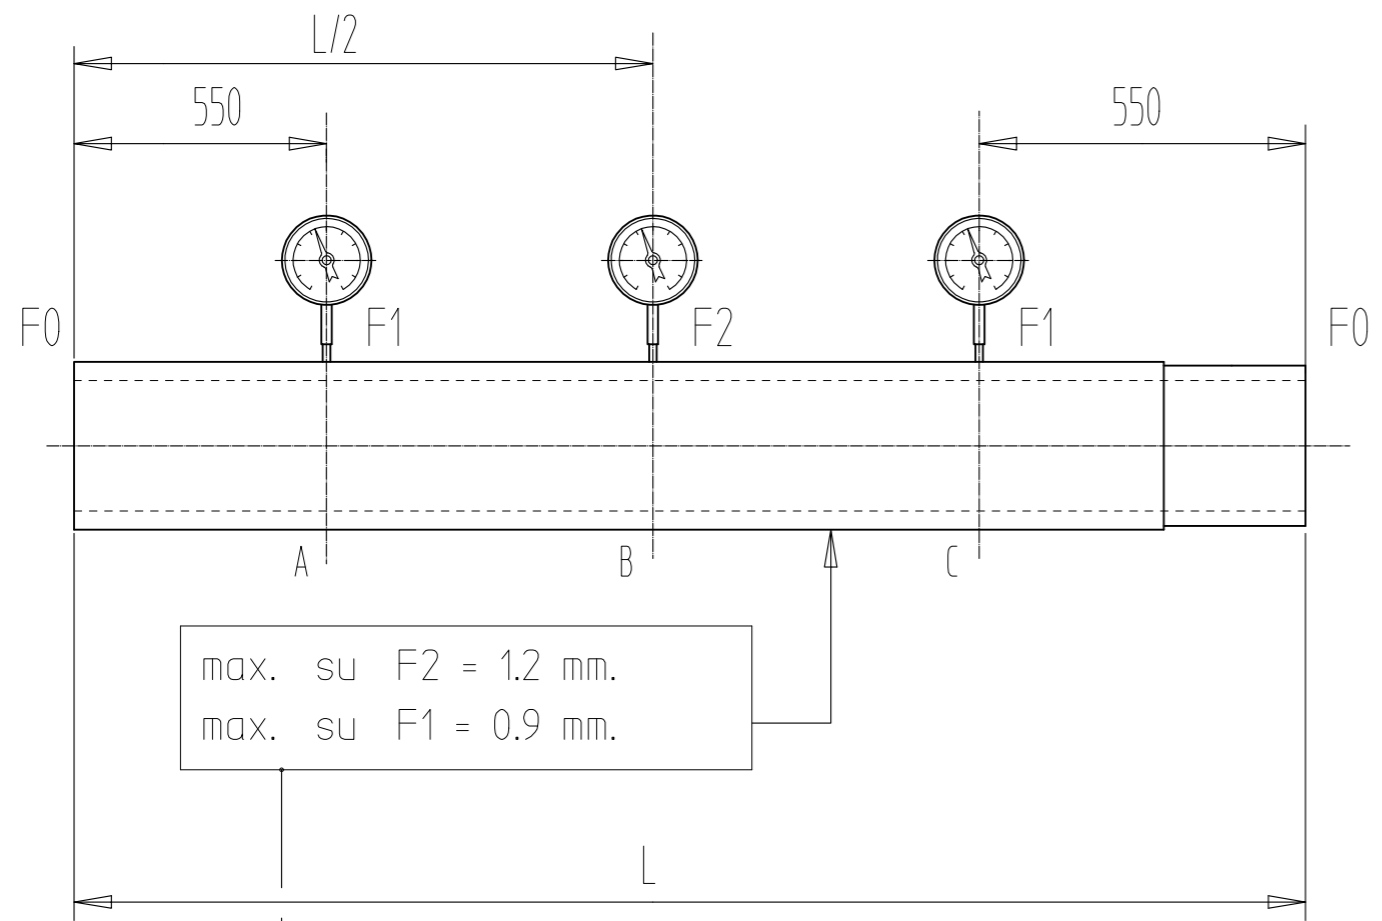 L/2
550
550
F0
F1
F2
F1
F0
A
B
C
max. su F2 = 1.2 mm.
max. su F1 = 0.9 mm.
L